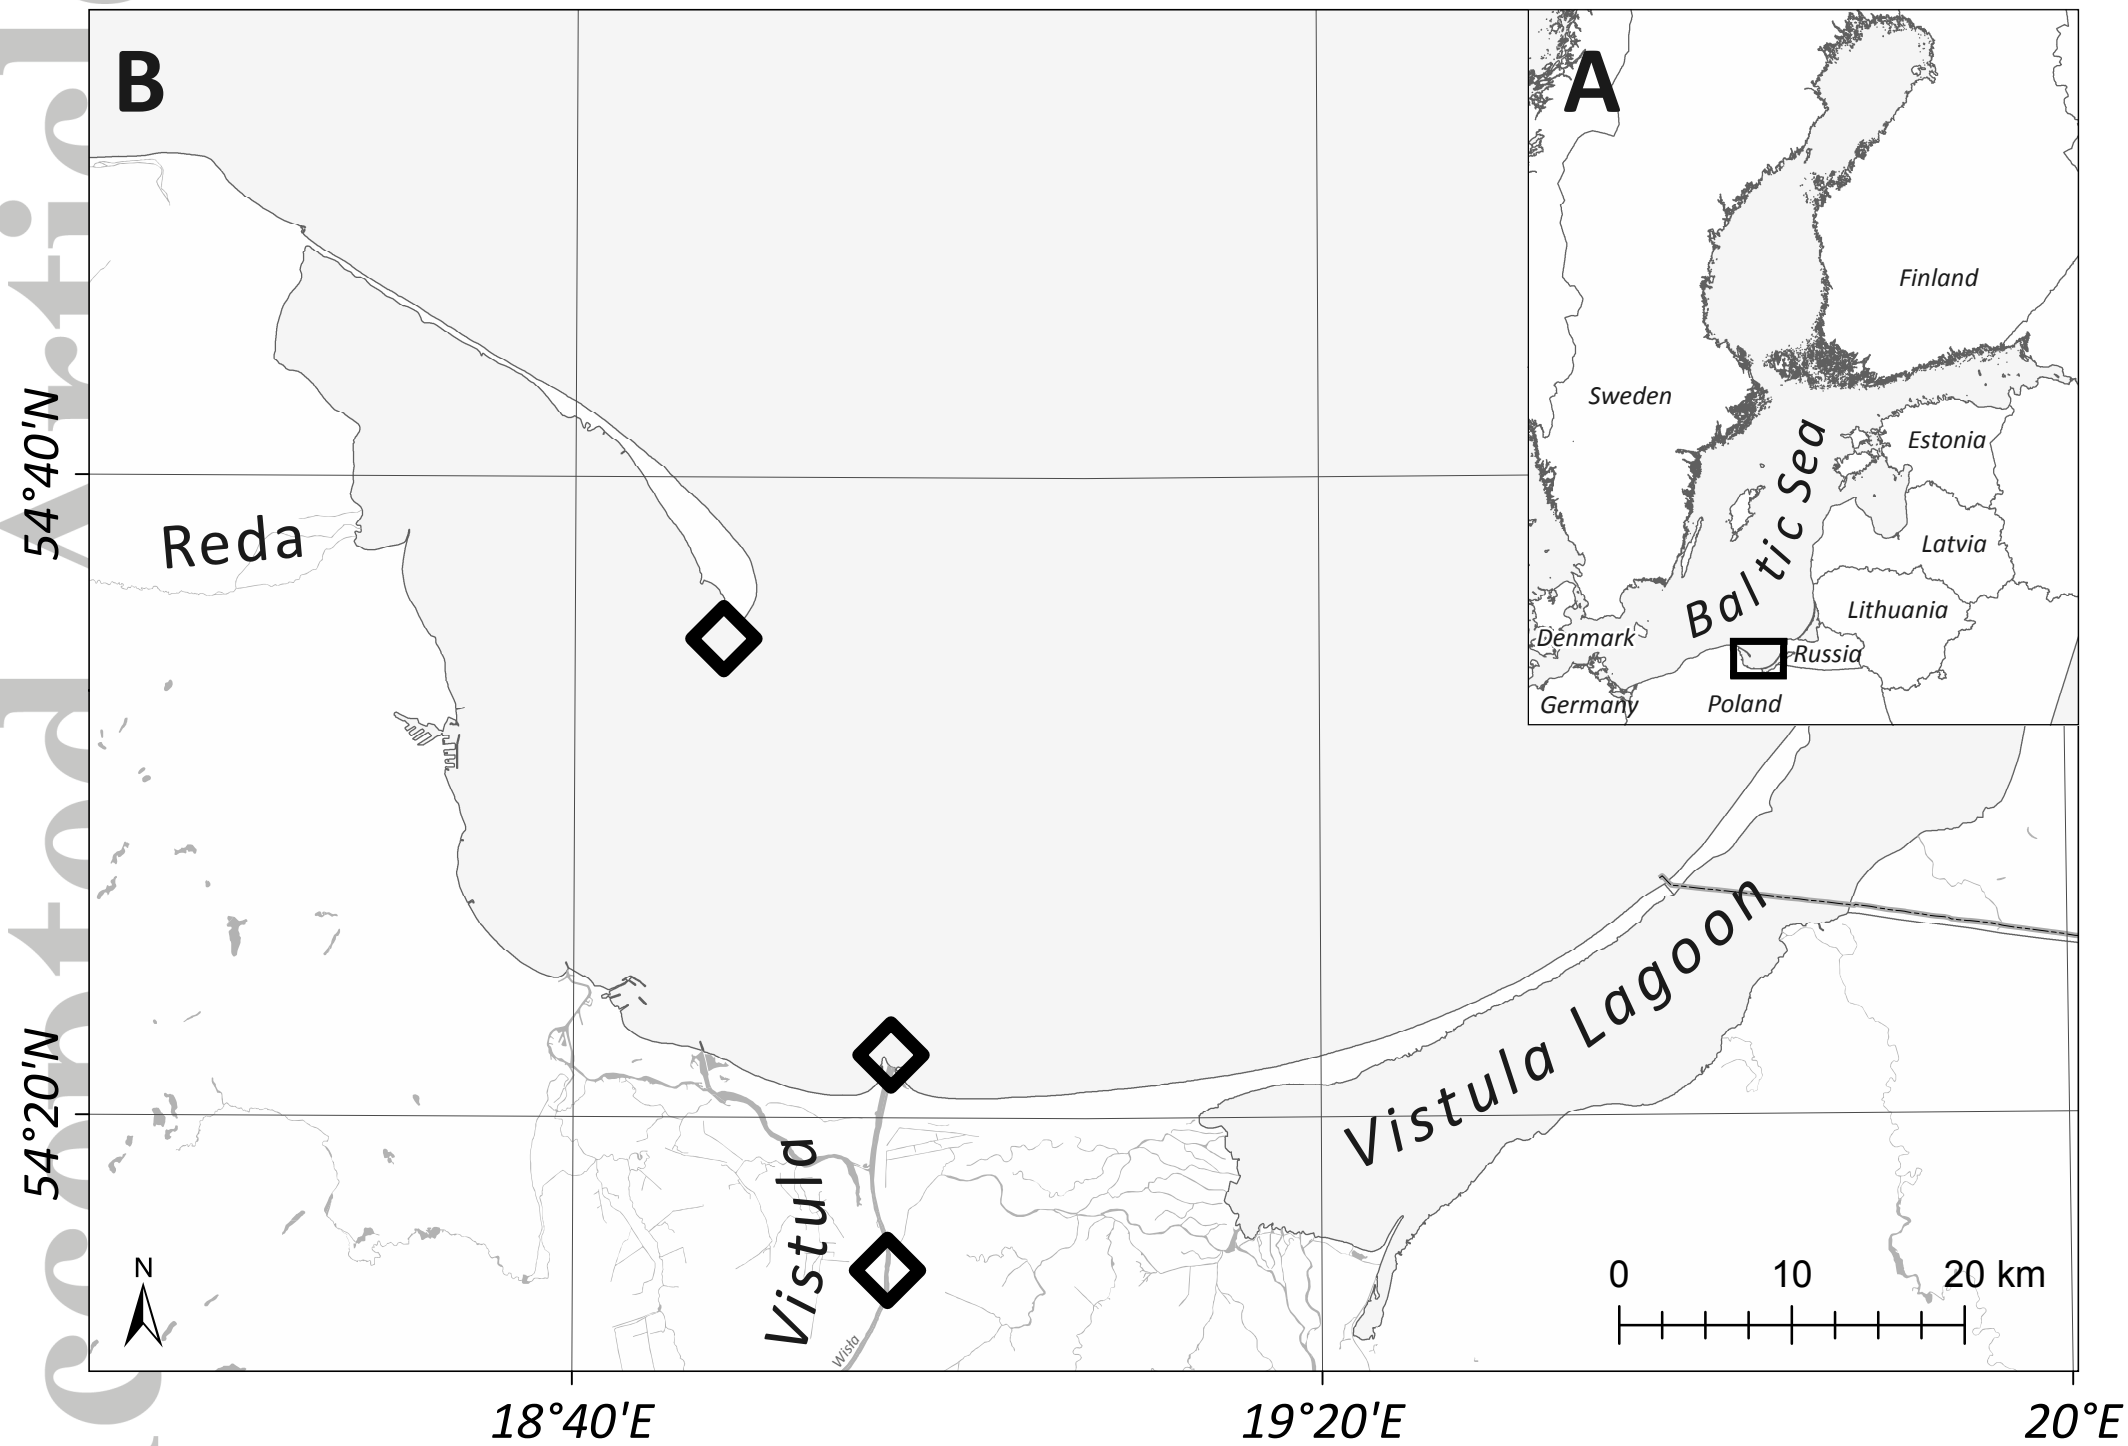 B
A
Finland
Sweden
Estonia
Baltic Sea
Latvia
Lithuania
Denmark
Russia
Germany
Poland
54°40'N
Reda
Vistula Lagoon
54°20'N
Vistula
Wisła
N
0 10 20 km
18°40'E 19°20'E 20°E